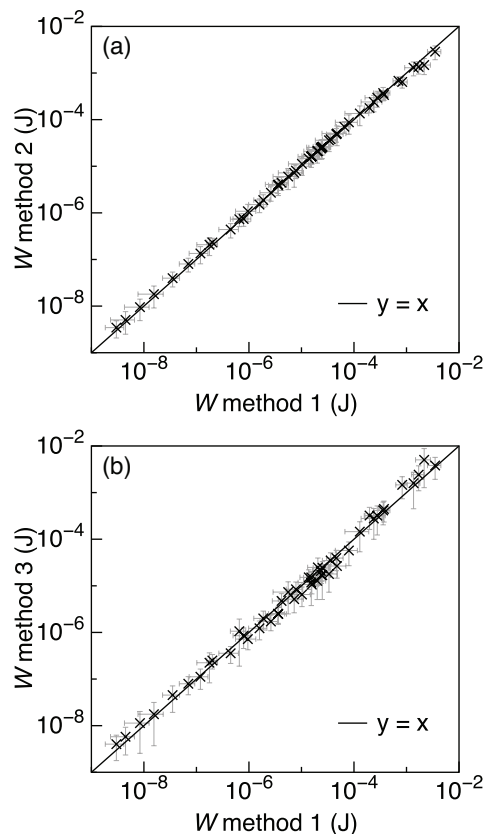 (a)
10⁻²
10⁻⁴
10⁻⁶
10⁻⁸
W method 2 (J)
y = x
10⁻⁸ 10⁻⁶ 10⁻⁴ 10⁻²
W method 1 (J)
(b)
10⁻²
10⁻⁴
10⁻⁶
10⁻⁸
W method 3 (J)
y = x
10⁻⁸ 10⁻⁶ 10⁻⁴ 10⁻²
W method 1 (J)